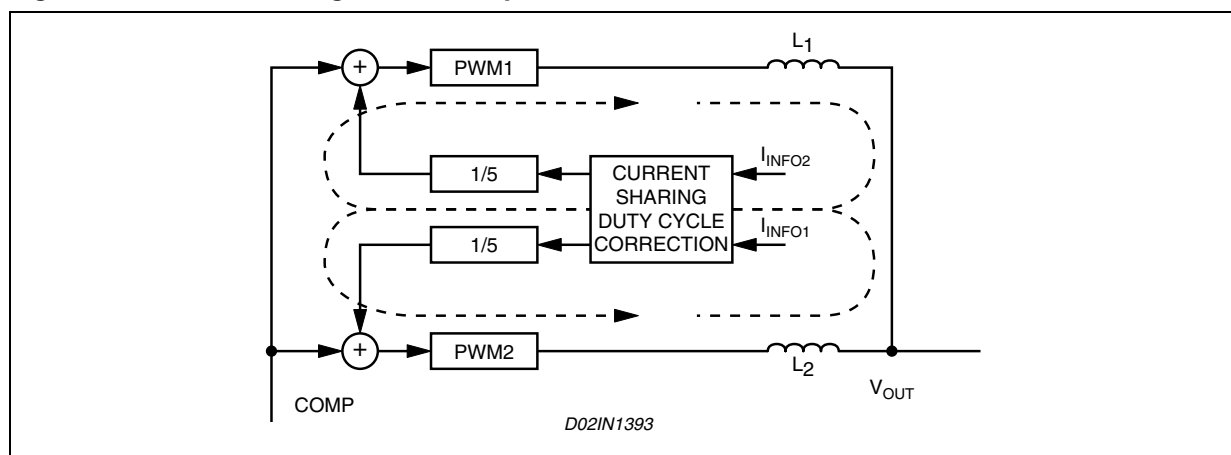 L1
+
PWM1
IINFO2
1/5
CURRENT
SHARING
DUTY CYCLE
CORRECTION
IINFO1
1/5
+
PWM2
L2
VOUT
COMP
D02IN1393